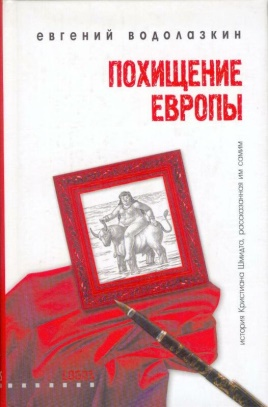 евгений водолазкин
ПОХИЩЕНИЕ
ЕВРОПЫ
история Кристиана Шмидта, рассказанная им самим